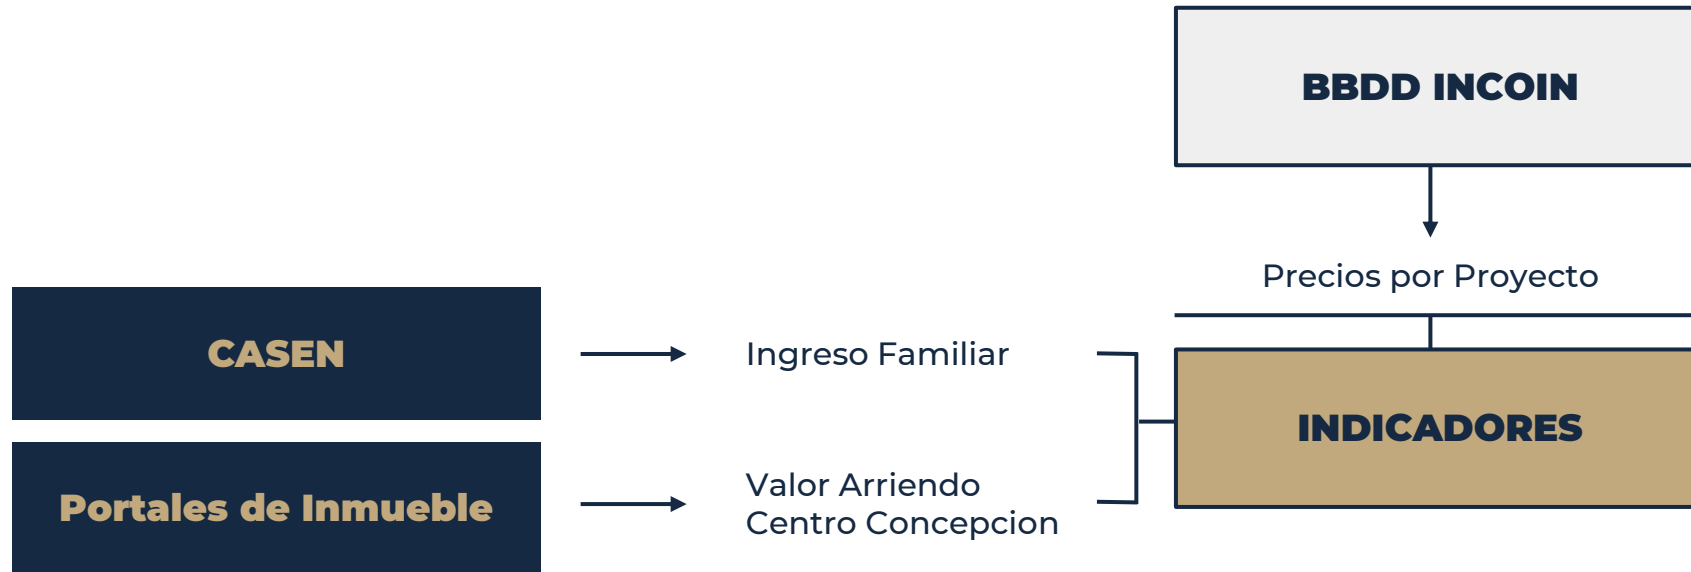 BBDD INCOIN
Precios por Proyecto
CASEN
Ingreso Familiar
INDICADORES
Portales de Inmueble
Valor Arriendo
Centro Concepcion